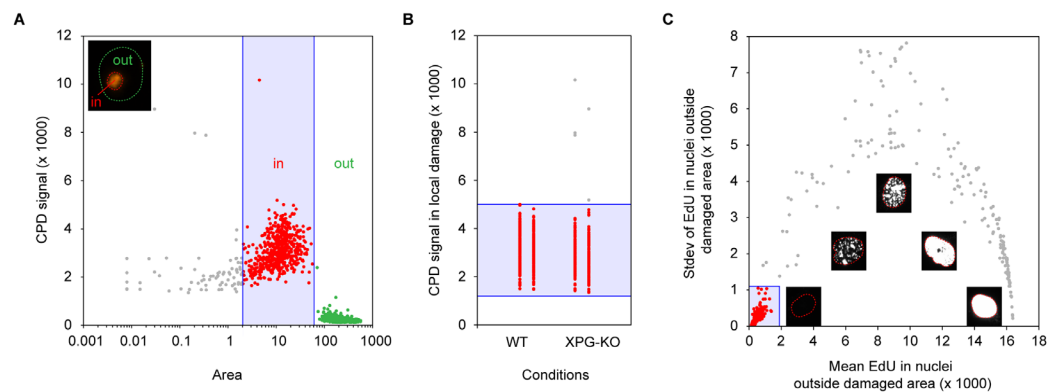 A
CPD signal (x 1000)
12
10
8
6
4
2
0
out
in
in
out
0.001
0.01
0.1
1
10
100
1000
Area
B
CPD signal in local damage (x 1000)
12
10
8
6
4
2
0
WT
XPG-KO
Conditions
C
Stdev of EdU in nuclei outside
damaged area (x 1000)
8
7
6
5
4
3
2
1
0
0
2
4
6
8
10
12
14
16
18
Mean EdU in nuclei
outside damaged area (x 1000)